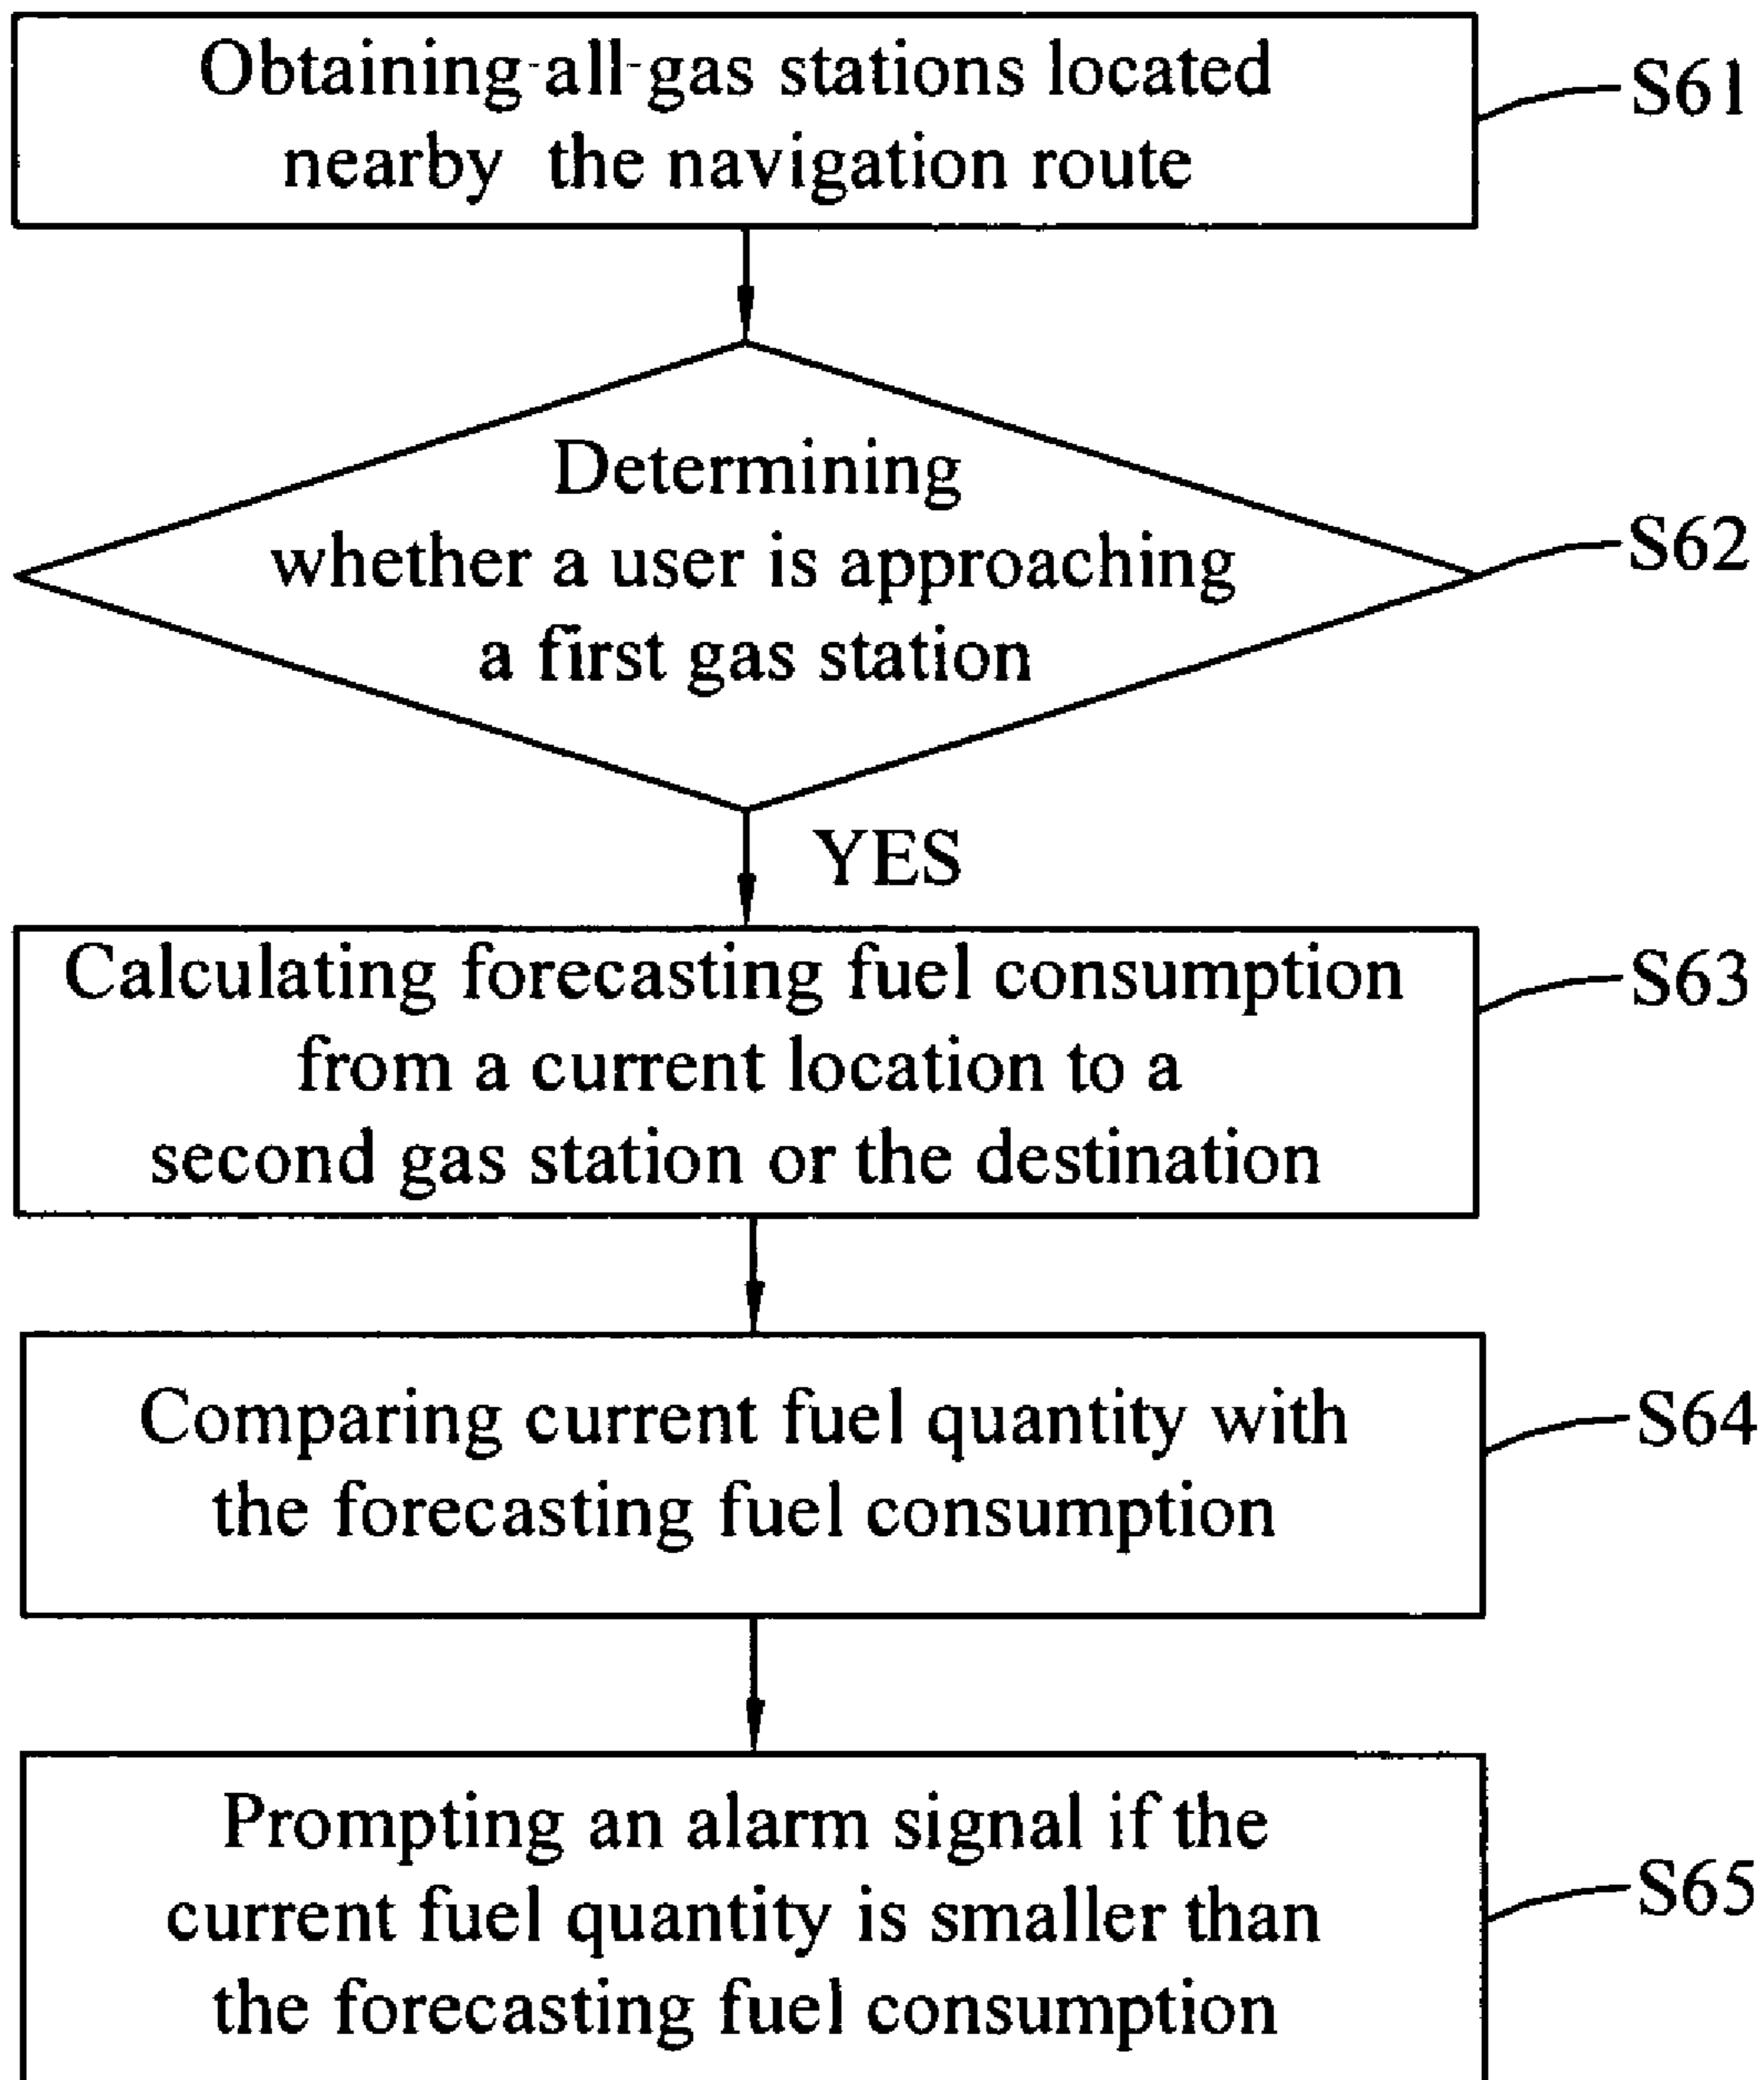 Obtaining all gas stations located
nearby the navigation route
S61
Determining
whether a user is approaching
a first gas station
S62
YES
Calculating forecasting fuel consumption
from a current location to a
second gas station or the destination
S63
Comparing current fuel quantity with
the forecasting fuel consumption
S64
Prompting an alarm signal if the
current fuel quantity is smaller than
the forecasting fuel consumption
S65